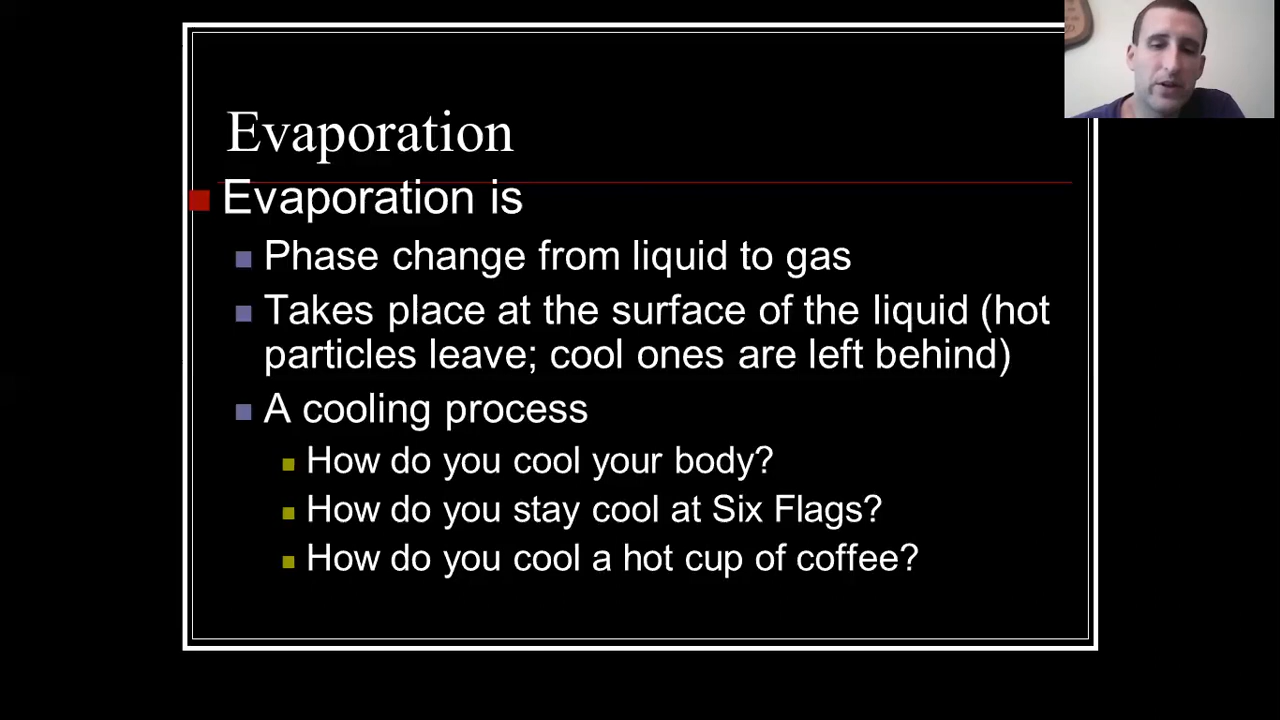 Evaporation
Evaporation is
Phase change from liquid to gas
Takes place at the surface of the liquid (hot
particles leave; cool ones are left behind)
A cooling process
How do you cool your body?
How do you stay cool at Six Flags?
How do you cool a hot cup of coffee?